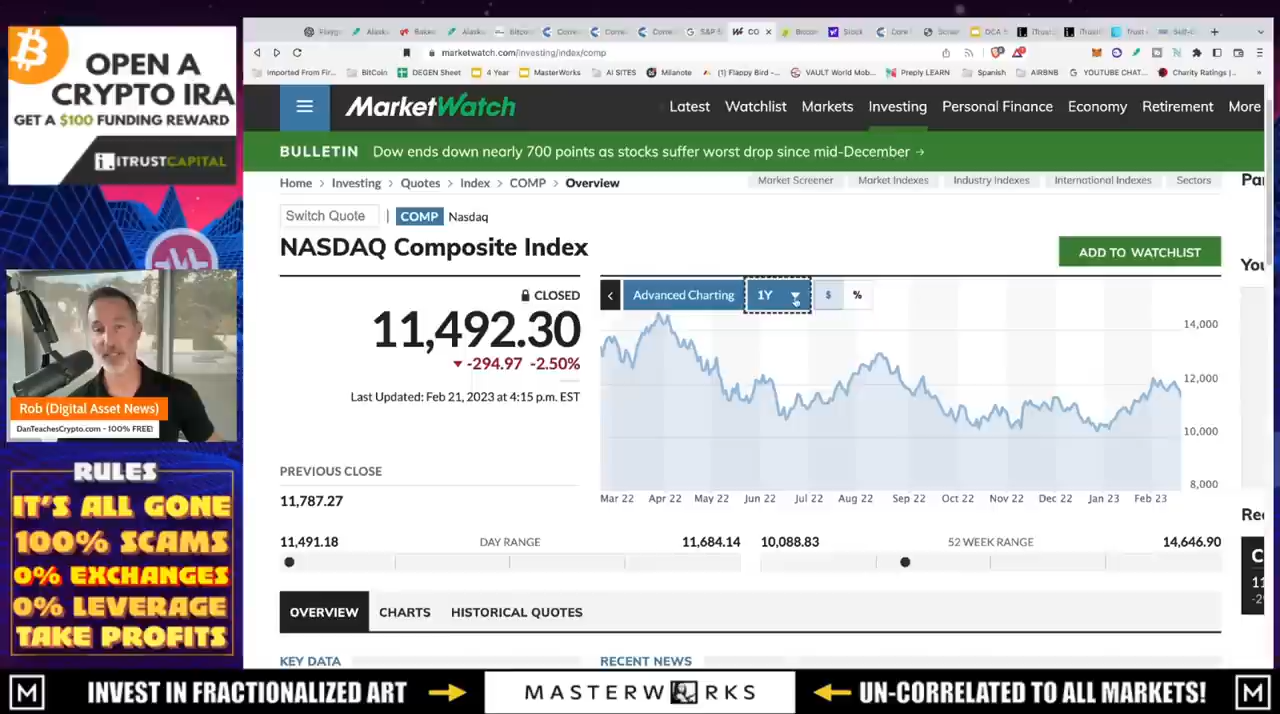 OPEN A
CRYPTO IRA
GET A $100 FUNDING REWARD
ITRUSTCAPITAL
Rob (Digital Asset News)
DanTeachesCrypto.com - 100% FREE!
RULES
IT'S ALL GONE
100% SCAMS
0% EXCHANGES
0% LEVERAGE
TAKE PROFITS
marketwatch.com/investing/index/comp
Imported From Fir... BitCoin DEGEN Sheet 4 Year MasterWorks AI SITES Milanote (1) Flappy Bird -... VAULT World Mob... Preply LEARN Spanish AIRBNB YOUTUBE CHAT... Charity Ratings |...
MarketWatch Latest Watchlist Markets Investing Personal Finance Economy Retirement More
BULLETIN Dow ends down nearly 700 points as stocks suffer worst drop since mid-December →
Home > Investing > Quotes > Index > COMP > Overview
Market Screener Market Indexes Industry Indexes International Indexes Sectors
Switch Quote | COMP Nasdaq
NASDAQ Composite Index
ADD TO WATCHLIST
CLOSED
11,492.30
-294.97 -2.50%
Last Updated: Feb 21, 2023 at 4:15 p.m. EST
PREVIOUS CLOSE
11,787.27
Advanced Charting 1Y $ %
14,000
12,000
10,000
8,000
Mar 22 Apr 22 May 22 Jun 22 Jul 22 Aug 22 Sep 22 Oct 22 Nov 22 Dec 22 Jan 23 Feb 23
11,491.18 DAY RANGE 11,684.14
10,088.83 52 WEEK RANGE 14,646.90
OVERVIEW CHARTS HISTORICAL QUOTES
KEY DATA RECENT NEWS
M INVEST IN FRACTIONALIZED ART → MASTERWORKS ← UN-CORRELATED TO ALL MARKETS! M